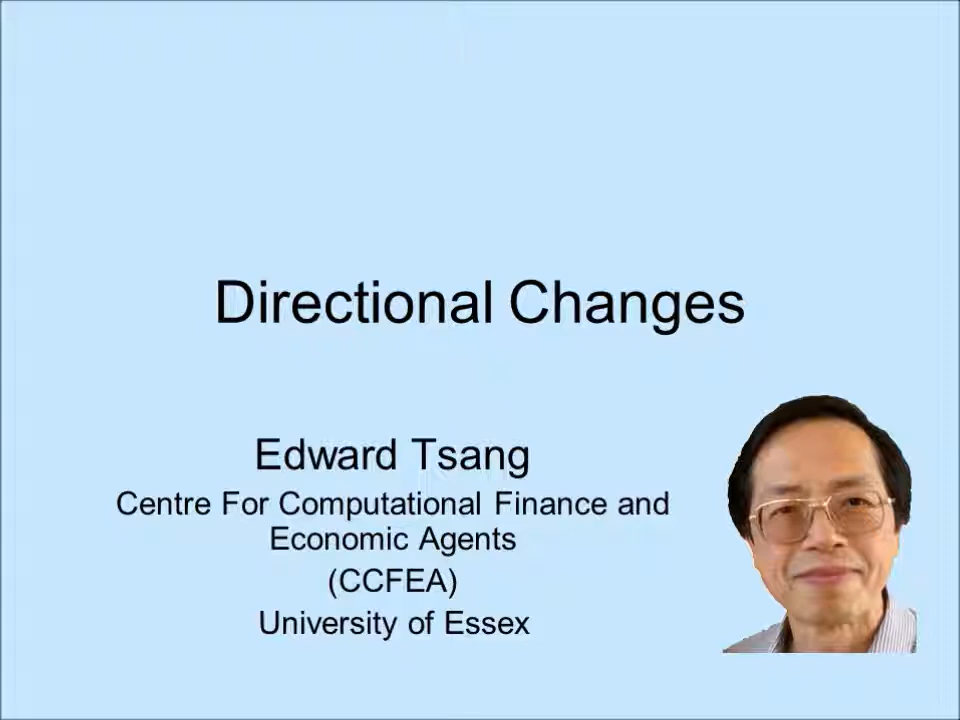 Directional Changes
Edward Tsang
Centre For Computational Finance and
Economic Agents
(CCFEA)
University of Essex